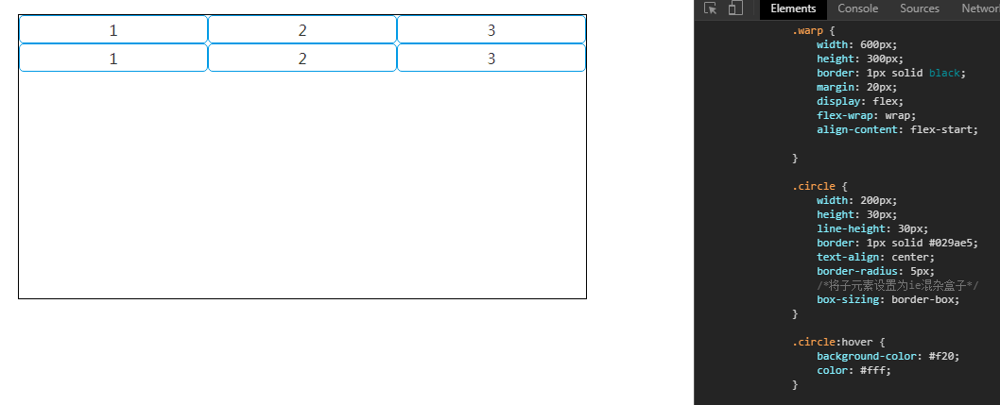 1 2 3
1 2 3
Elements Console Sources Network
.warp {
width: 600px;
height: 300px;
border: 1px solid black;
margin: 20px;
display: flex;
flex-wrap: wrap;
align-content: flex-start;
}
.circle {
width: 200px;
height: 30px;
line-height: 30px;
border: 1px solid #029ae5;
text-align: center;
border-radius: 5px;
/*将子元素设置为ie混杂盒子*/
box-sizing: border-box;
}
.circle:hover {
background-color: #f20;
color: #fff;
}